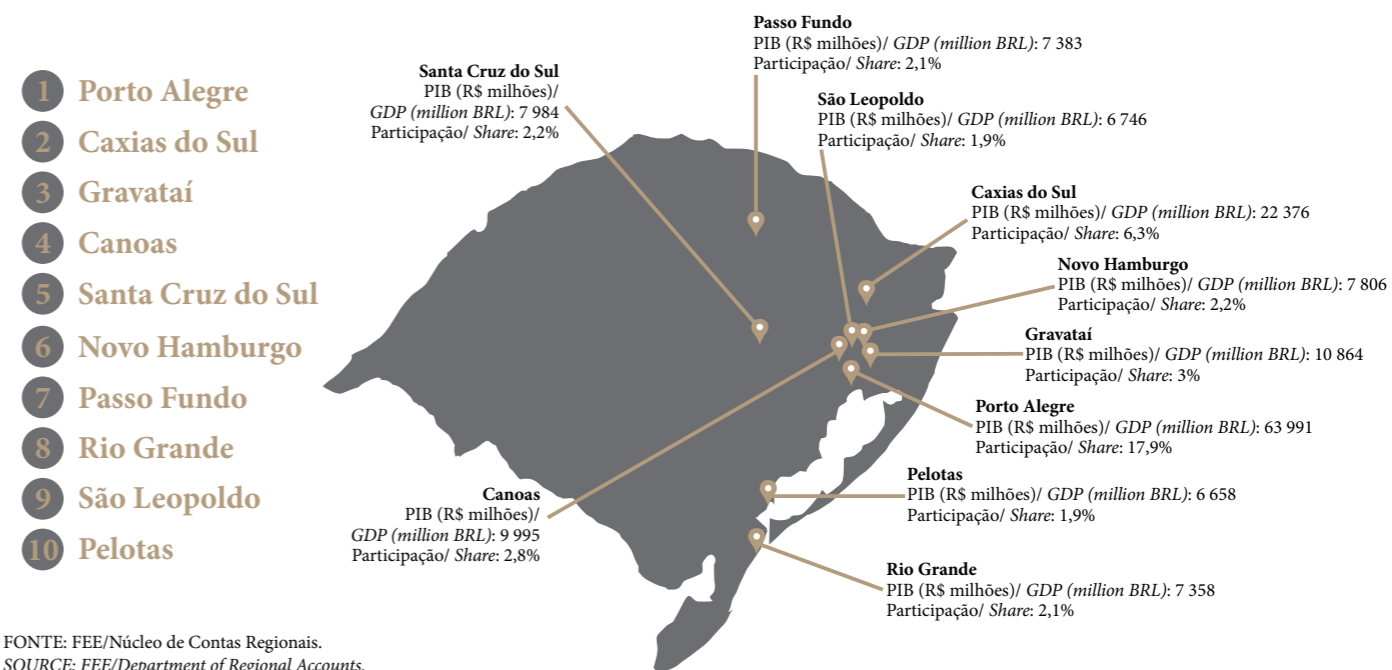 1 Porto Alegre
2 Caxias do Sul
3 Gravataí
4 Canoas
5 Santa Cruz do Sul
6 Novo Hamburgo
7 Passo Fundo
8 Rio Grande
9 São Leopoldo
10 Pelotas
Passo Fundo
PIB (R$ milhões)/ GDP (million BRL): 7 383
Participação/ Share: 2,1%
Santa Cruz do Sul
PIB (R$ milhões)/
GDP (million BRL): 7 984
Participação/ Share: 2,2%
São Leopoldo
PIB (R$ milhões)/ GDP (million BRL): 6 746
Participação/ Share: 1,9%
Caxias do Sul
PIB (R$ milhões)/ GDP (million BRL): 22 376
Participação/ Share: 6,3%
Novo Hamburgo
PIB (R$ milhões)/ GDP (million BRL): 7 806
Participação/ Share: 2,2%
Gravataí
PIB (R$ milhões)/ GDP (million BRL): 10 864
Participação/ Share: 3%
Porto Alegre
PIB (R$ milhões)/ GDP (million BRL): 63 991
Participação/ Share: 17,9%
Pelotas
PIB (R$ milhões)/ GDP (million BRL): 6 658
Participação/ Share: 1,9%
Canoas
PIB (R$ milhões)/
GDP (million BRL): 9 995
Participação/ Share: 2,8%
Rio Grande
PIB (R$ milhões)/ GDP (million BRL): 7 358
Participação/ Share: 2,1%
FONTE: FEE/Núcleo de Contas Regionais.
SOURCE: FEE/Department of Regional Accounts.